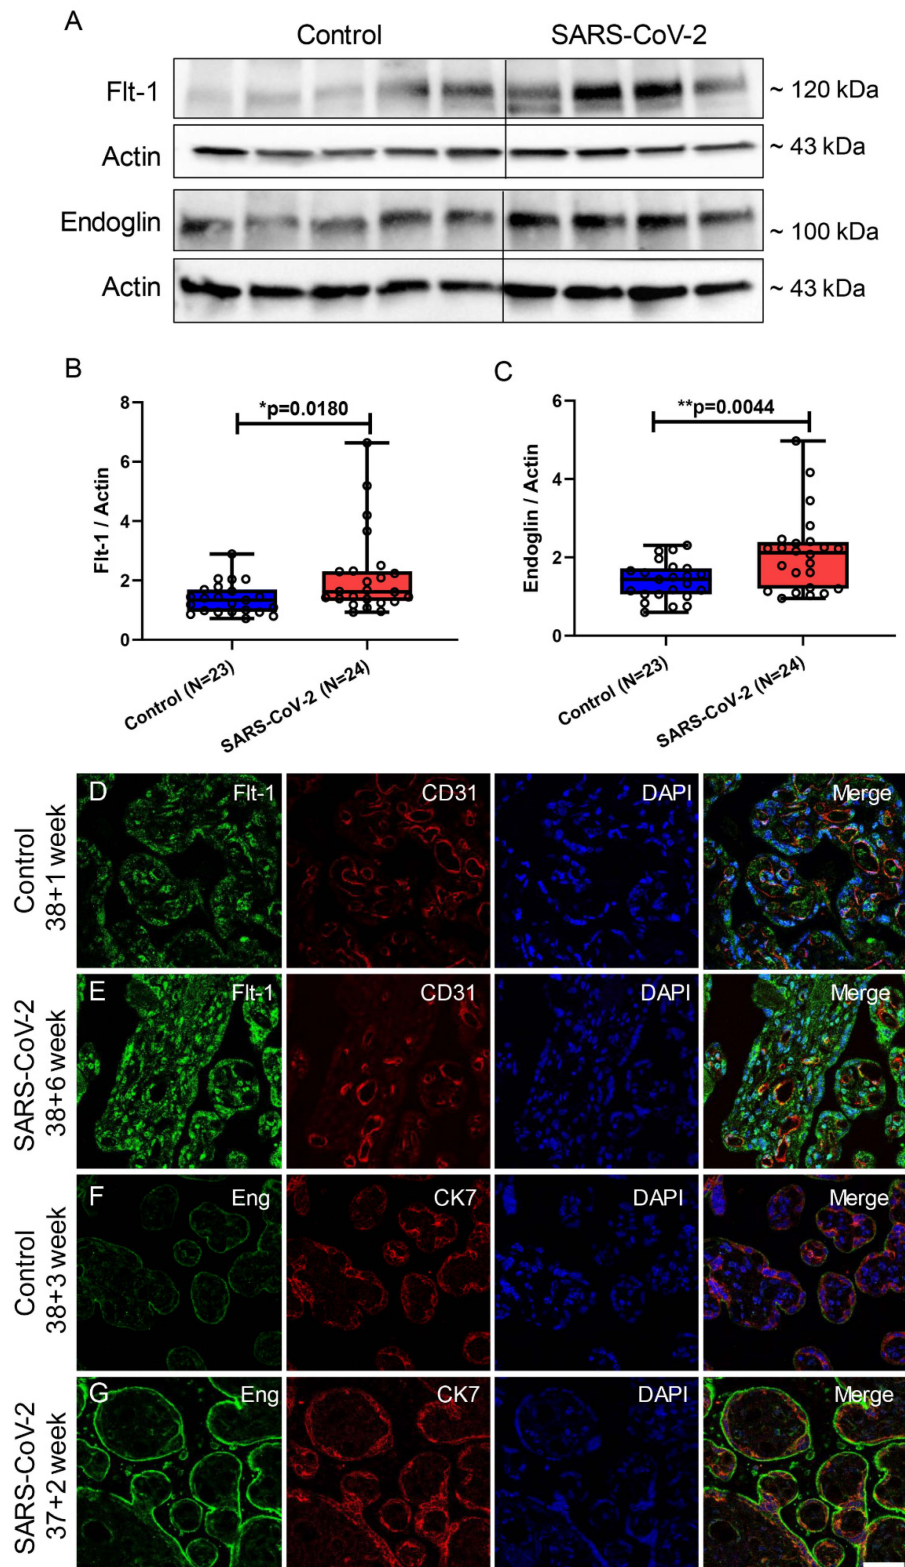 A
Control SARS-CoV-2
Flt-1 ~ 120 kDa
Actin ~ 43 kDa
Endoglin ~ 100 kDa
Actin ~ 43 kDa
B
*p=0.0180
8
6
4
2
0
Flt-1 / Actin
Control (N=23)
SARS-CoV-2 (N=24)
C
**p=0.0044
6
4
2
0
Endoglin / Actin
Control (N=23)
SARS-CoV-2 (N=24)
Control
38+1 week
D Flt-1 CD31 DAPI Merge
SARS-CoV-2
38+6 week
E Flt-1 CD31 DAPI Merge
Control
38+3 week
F Eng CK7 DAPI Merge
SARS-CoV-2
37+2 week
G Eng CK7 DAPI Merge